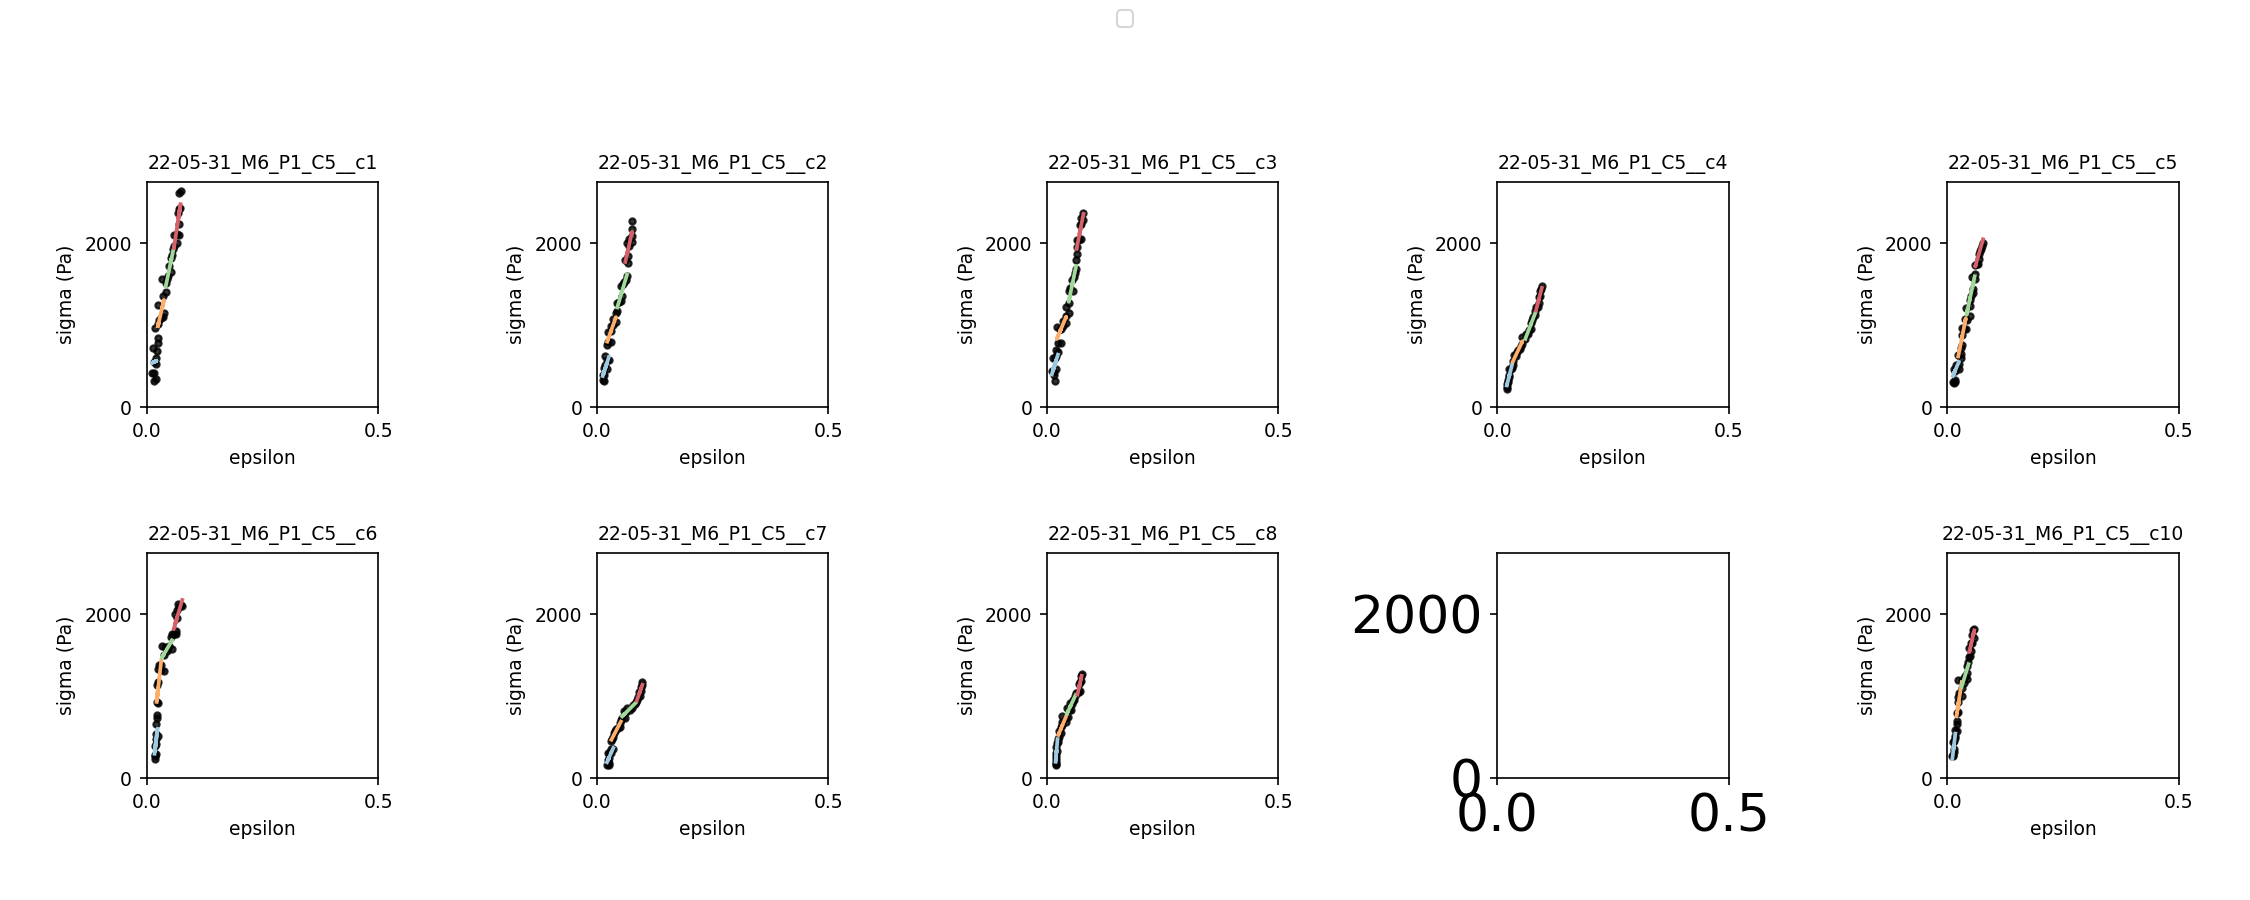 22-05-31_M6_P1_C5__c1
22-05-31_M6_P1_C5__c2
22-05-31_M6_P1_C5__c3
22-05-31_M6_P1_C5__c4
22-05-31_M6_P1_C5__c5
sigma (Pa)
2000
0
0.0
0.5
epsilon
sigma (Pa)
2000
0
0.0
0.5
epsilon
sigma (Pa)
2000
0
0.0
0.5
epsilon
sigma (Pa)
2000
0
0.0
0.5
epsilon
sigma (Pa)
2000
0
0.0
0.5
epsilon
22-05-31_M6_P1_C5__c6
22-05-31_M6_P1_C5__c7
22-05-31_M6_P1_C5__c8
22-05-31_M6_P1_C5__c10
sigma (Pa)
2000
0
0.0
0.5
epsilon
sigma (Pa)
2000
0
0.0
0.5
epsilon
sigma (Pa)
2000
0
0.0
0.5
epsilon
2000
0
0.0
0.5
sigma (Pa)
2000
0
0.0
0.5
epsilon